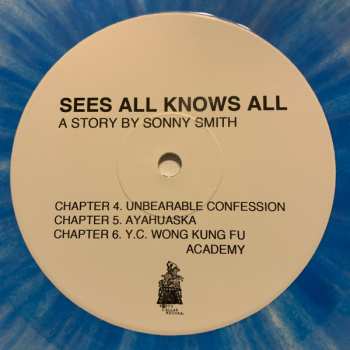 SEES ALL KNOWS ALL
A STORY BY SONNY SMITH
CHAPTER 4. UNBEARABLE CONFESSION
CHAPTER 5. AYAHUASKA
CHAPTER 6. Y.C. WONG KUNG FU
ACADEMY